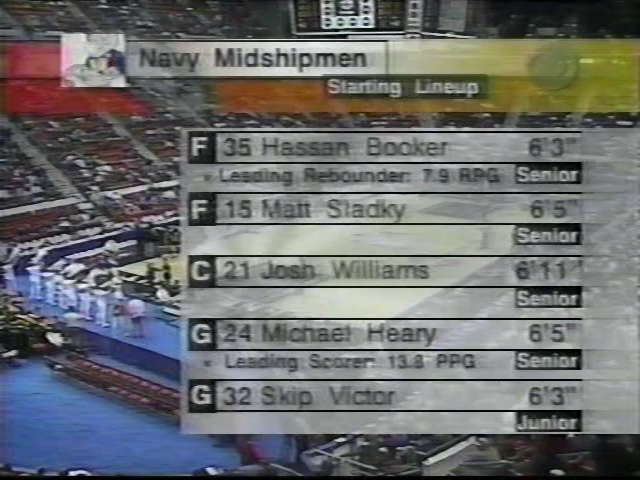 Navy Midshipmen
Starting Lineup
F 35 Hassan Booker 6'3"
Leading Rebounder: 7.9 RPG Senior
F 15 Matt Sladky 6'5"
Senior
C 21 Josh Williams 6'11"
Senior
G 24 Michael Heary 6'5"
Leading Scorer: 13.8 PPG Senior
G 32 Skip Victor 6'3"
Junior